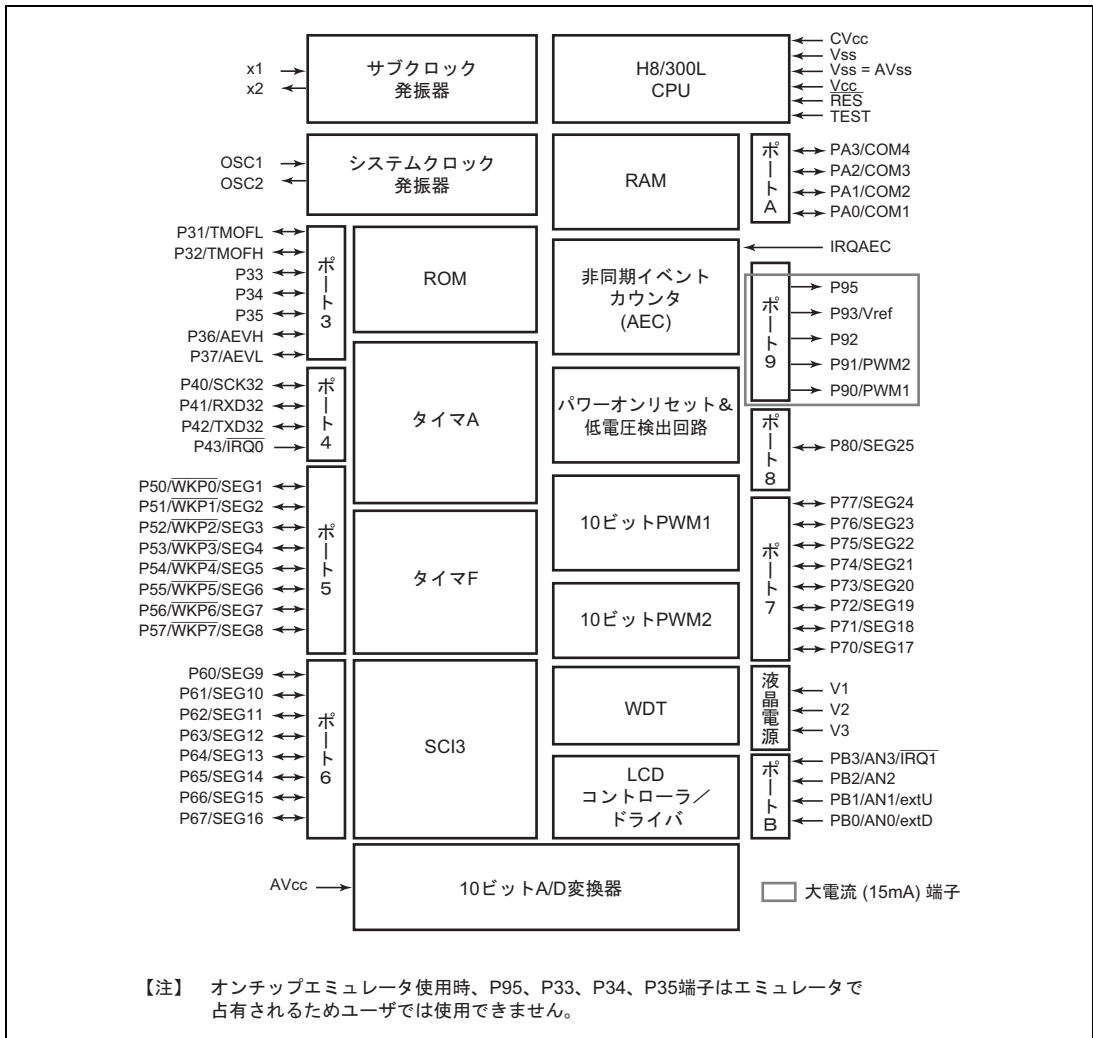 x1
x2
サブクロック
発振器
H8/300L
CPU
CVcc
Vss
Vss = AVss
Vcc
RES
TEST
OSC1
OSC2
システムクロック
発振器
RAM
ポートA
PA3/COM4
PA2/COM3
PA1/COM2
PA0/COM1
P31/TMOFL
P32/TMOFH
P33
P34
P35
P36/AEVH
P37/AEVL
ポート3
ROM
非同期イベント
カウンタ
(AEC)
IRQAEC
ポート9
P95
P93/Vref
P92
P91/PWM2
P90/PWM1
P40/SCK32
P41/RXD32
P42/TXD32
P43/IRQ0
ポート4
タイマA
パワーオンリセット&
低電圧検出回路
ポート8
P80/SEG25
P50/WKP0/SEG1
P51/WKP1/SEG2
P52/WKP2/SEG3
P53/WKP3/SEG4
P54/WKP4/SEG5
P55/WKP5/SEG6
P56/WKP6/SEG7
P57/WKP7/SEG8
ポート5
タイマF
10ビットPWM1
10ビットPWM2
ポート7
P77/SEG24
P76/SEG23
P75/SEG22
P74/SEG21
P73/SEG20
P72/SEG19
P71/SEG18
P70/SEG17
P60/SEG9
P61/SEG10
P62/SEG11
P63/SEG12
P64/SEG13
P65/SEG14
P66/SEG15
P67/SEG16
ポート6
SCI3
WDT
液晶電源
V1
V2
V3
LCD
コントローラ/
ドライバ
ポートB
PB3/AN3/IRQ1
PB2/AN2
PB1/AN1/extU
PB0/AN0/extD
AVcc
10ビットA/D変換器
大電流 (15mA) 端子
【注】 オンチップエミュレータ使用時、P95、P33、P34、P35端子はエミュレータで
占有されるためユーザでは使用できません。